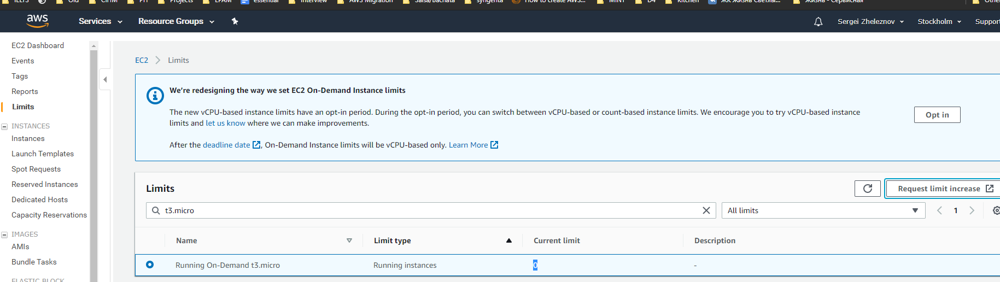 IELTS Old СИТИ PIT Projects EPAM essential Interview AWS Migration Salsa/Bachata syngenta How to create AWS... MINT D4 Kitchen ЖК Жизнь Светлы... Жизнь - Сервисная Othe
aws Services Resource Groups Sergei Zheleznov Stockholm Support
EC2 Dashboard
Events
Tags
Reports
Limits
INSTANCES
Instances
Launch Templates
Spot Requests
Reserved Instances
Dedicated Hosts
Capacity Reservations
IMAGES
AMIs
Bundle Tasks
ELASTIC BLOCK
EC2 Limits
We're redesigning the way we set EC2 On-Demand Instance limits
The new vCPU-based instance limits have an opt-in period. During the opt-in period, you can switch between vCPU-based or count-based instance limits. We encourage you to try vCPU-based instance
limits and let us know where we can make improvements.
Opt in
After the deadline date, On-Demand Instance limits will be vCPU-based only. Learn More
Limits
Request limit increase
t3.micro
All limits
1
Name Limit type Current limit Description
Running On-Demand t3.micro Running instances 0 -